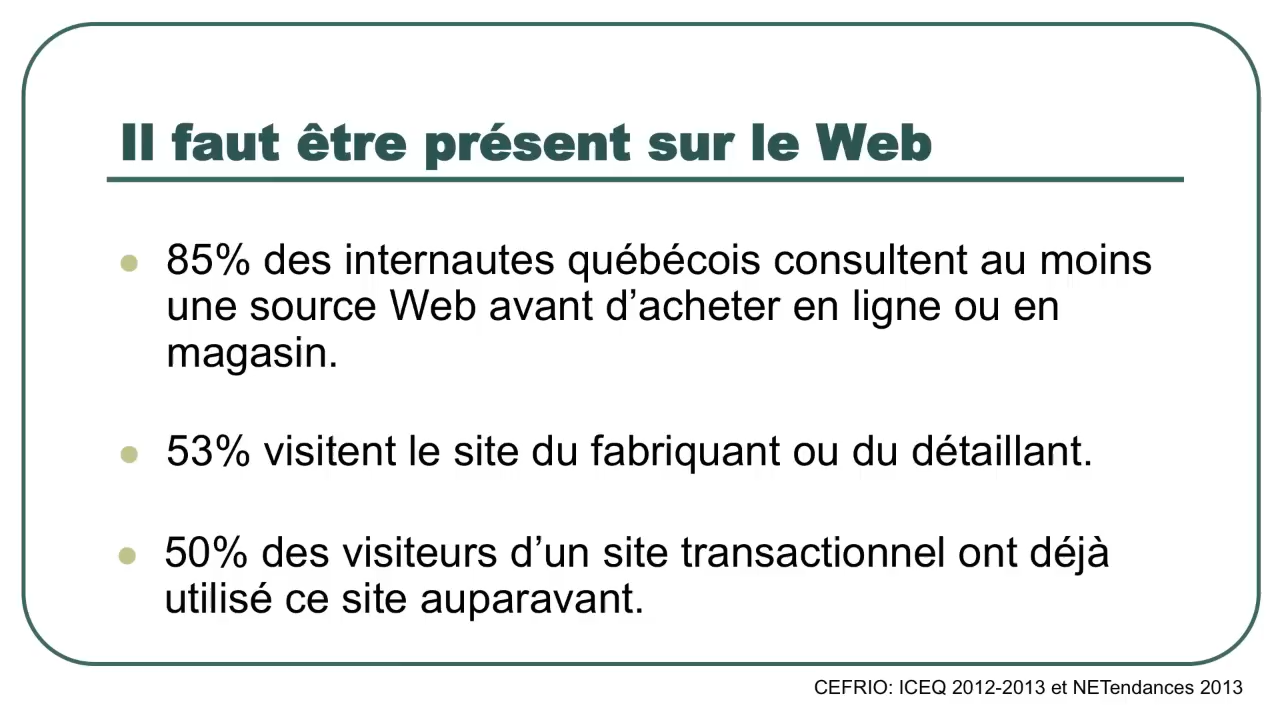 Il faut être présent sur le Web
85% des internautes québécois consultent au moins
une source Web avant d’acheter en ligne ou en
magasin.
53% visitent le site du fabriquant ou du détaillant.
50% des visiteurs d’un site transactionnel ont déjà
utilisé ce site auparavant.
CEFRIO: ICEQ 2012-2013 et NETendances 2013